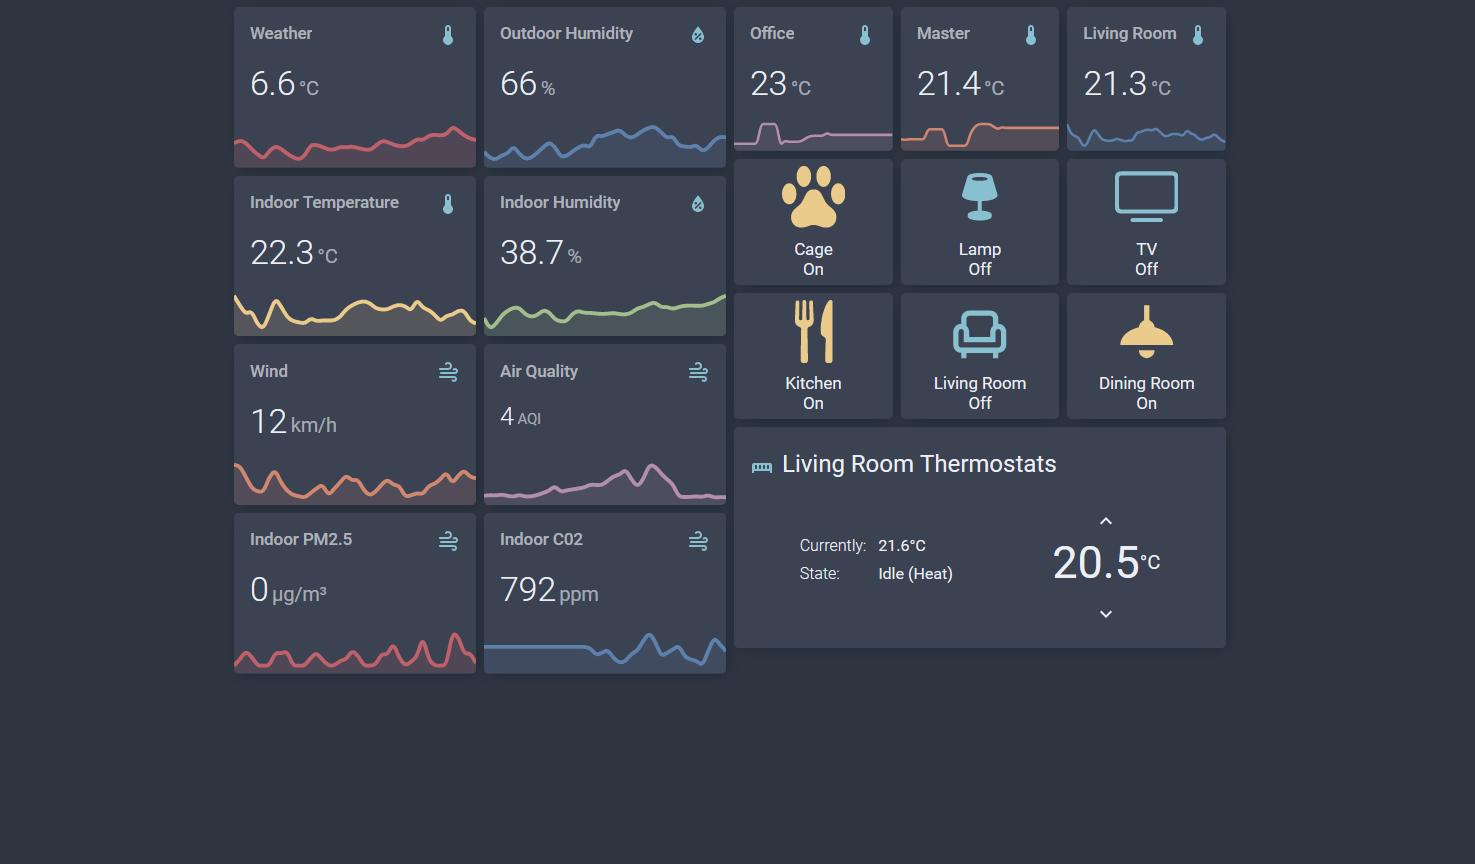 Weather
6.6 °C
Outdoor Humidity
66 %
Indoor Temperature
22.3 °C
Indoor Humidity
38.7 %
Wind
12 km/h
Air Quality
4 AQI
Indoor PM2.5
0 µg/m³
Indoor C02
792 ppm
Office
23 °C
Master
21.4 °C
Living Room
21.3 °C
Cage
On
Lamp
Off
TV
Off
Kitchen
On
Living Room
Off
Dining Room
On
Living Room Thermostats
Currently: 21.6°C
State: Idle (Heat)
20.5 °C